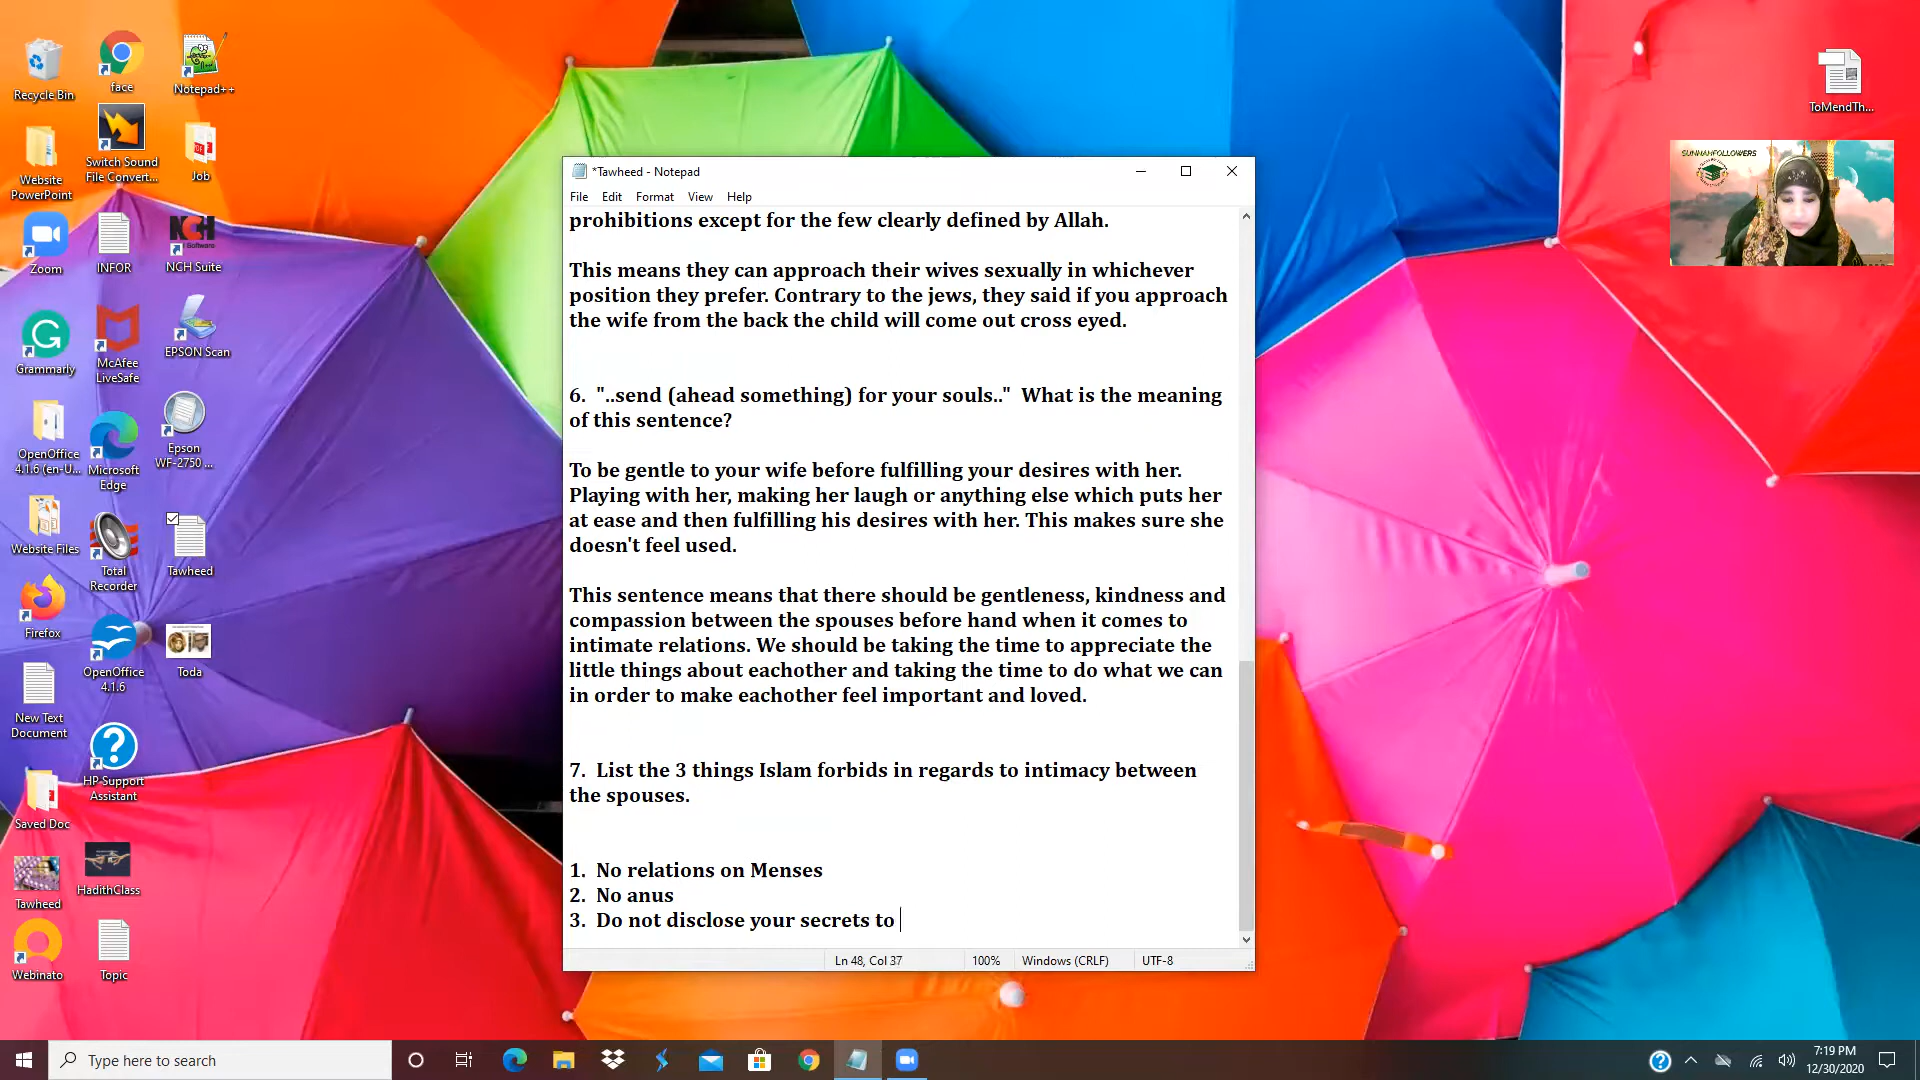 Recycle Bin
face
Notepad++
Website
PowerPoint
Switch Sound
File Convert...
Job
Zoom
INFOR
NCH
Software
NCH Suite
Grammarly
McAfee
LiveSafe
EPSON Scan
OpenOffice
4.1.6 (en-U...
Microsoft
Edge
Epson
WF-2750 ...
Website Files
Total
Recorder
Tawheed
Firefox
OpenOffice
4.1.6
Toda
New Text
Document
HP Support
Assistant
Saved Doc
Tawheed
HadithClass
Webinato
Topic
PDF
*Tawheed - Notepad
File Edit Format View Help
prohibitions except for the few clearly defined by Allah.
This means they can approach their wives sexually in whichever
position they prefer. Contrary to the jews, they said if you approach
the wife from the back the child will come out cross eyed.
6. "..send (ahead something) for your souls.." What is the meaning
of this sentence?
To be gentle to your wife before fulfilling your desires with her.
Playing with her, making her laugh or anything else which puts her
at ease and then fulfilling his desires with her. This makes sure she
doesn't feel used.
This sentence means that there should be gentleness, kindness and
compassion between the spouses before hand when it comes to
intimate relations. We should be taking the time to appreciate the
little things about eachother and taking the time to do what we can
in order to make eachother feel important and loved.
7. List the 3 things Islam forbids in regards to intimacy between
the spouses.
1. No relations on Menses
2. No anus
3. Do not disclose your secrets to
Ln 48, Col 37 100% Windows (CRLF) UTF-8
ToMendTh...
SUNNAHFOLLOWERS
Type here to search
7:19 PM
12/30/2020